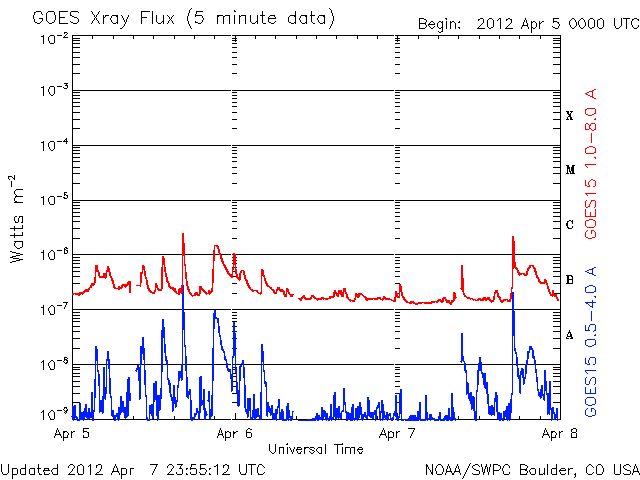 GOES Xray Flux (5 minute data)
Begin: 2012 Apr 5 0000 UTC
10-2
10-3
10-4
10-5
10-6
10-7
10-8
10-9
Watts m-2
X
M
C
B
A
GOES15 1.0-8.0 A
GOES15 0.5-4.0 A
Apr 5
Apr 6
Apr 7
Apr 8
Universal Time
Updated 2012 Apr 7 23:55:12 UTC
NOAA/SWPC Boulder, CO USA